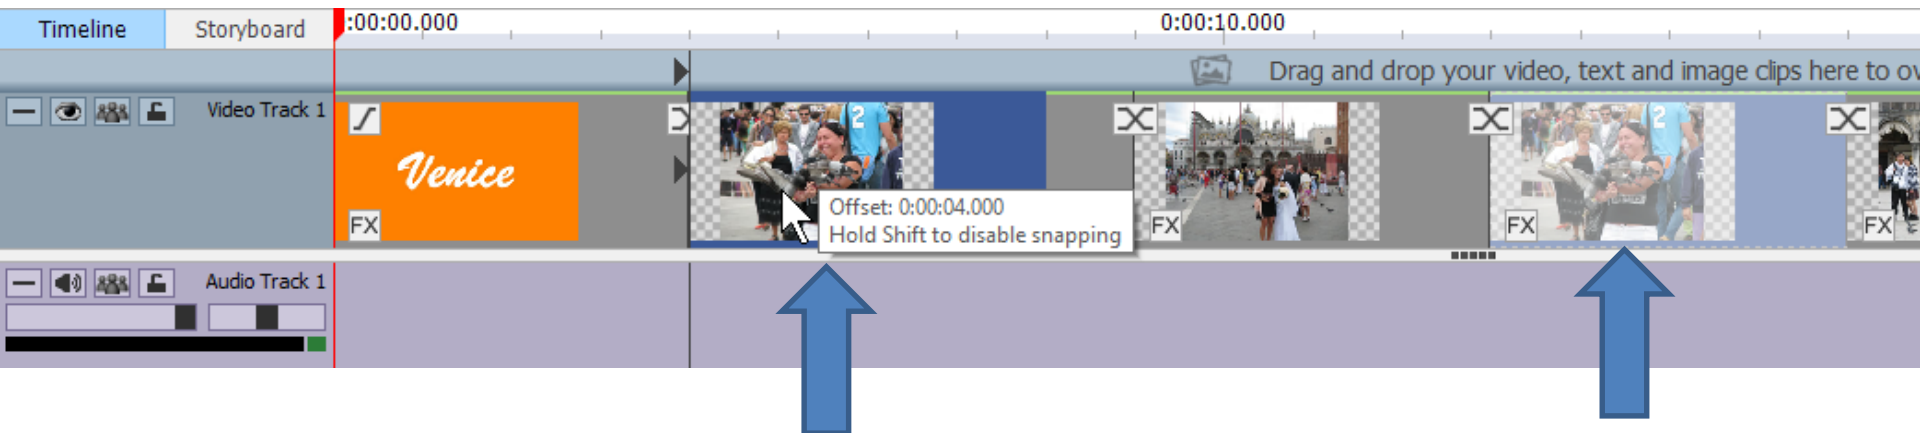 Timeline
Storyboard
:00:00.000
0:00:10.000
Drag and drop your video, text and image clips here to ov
Video Track 1
Venice
2
2
Offset: 0:00:04.000
Hold Shift to disable snapping
FX
FX
FX
FX
Audio Track 1